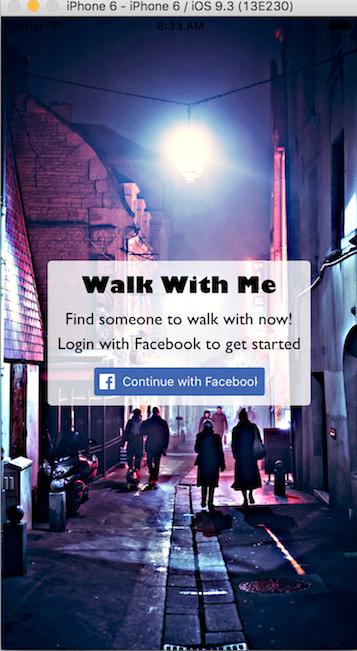 iPhone 6 - iPhone 6 / iOS 9.3 (13E230)
Carrier 8:33 AM
Walk With Me
Find someone to walk with now!
Login with Facebook to get started
f Continue with Facebook